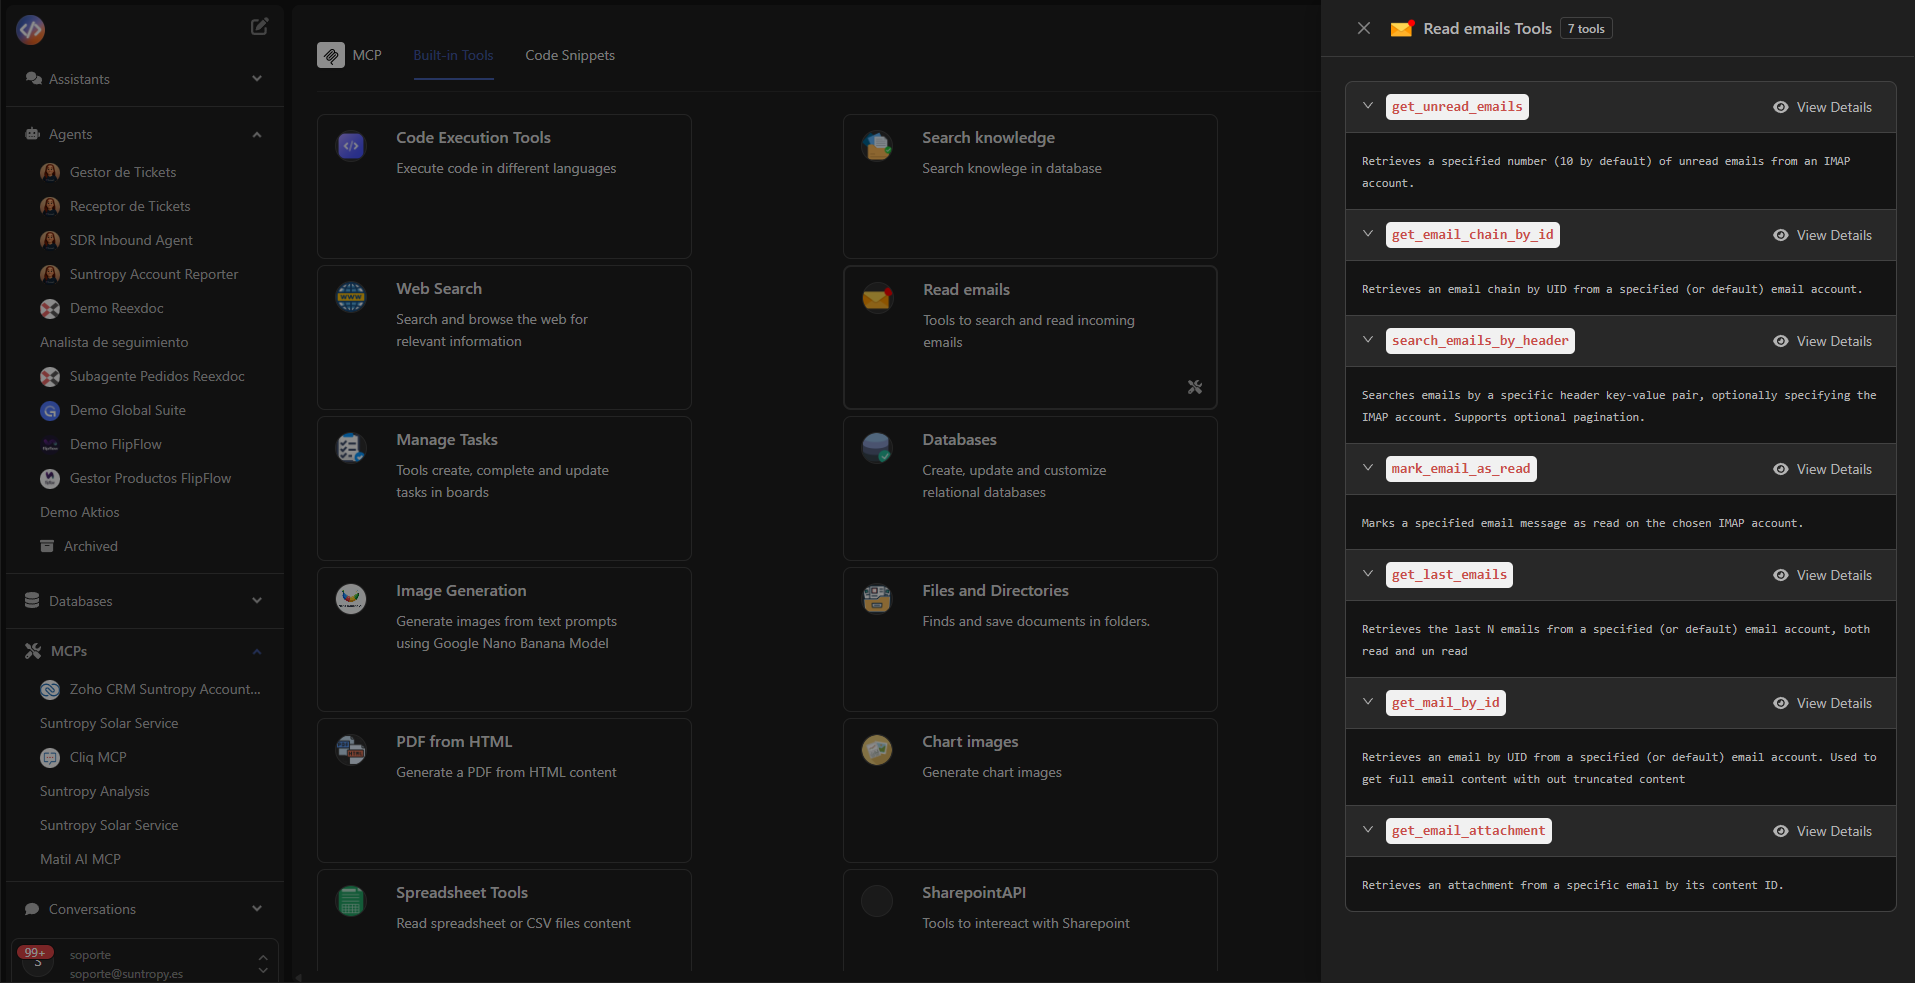 Assistants
Agents
Gestor de Tickets
Receptor de Tickets
SDR Inbound Agent
Suntropy Account Reporter
Demo Reexdoc
Analista de seguimiento
Subagente Pedidos Reexdoc
Demo Global Suite
Demo FlipFlow
Gestor Productos FlipFlow
Demo Aktios
Archived
Databases
MCPs
Zoho CRM Suntropy Account...
Suntropy Solar Service
Cliq MCP
Suntropy Analysis
Suntropy Solar Service
Matil AI MCP
Conversations
99+
S
soporte
soporte@suntropy.es
MCP
Built-in Tools
Code Snippets
Code Execution Tools
Execute code in different languages
Search knowledge
Search knowlege in database
Web Search
Search and browse the web for
relevant information
Read emails
Tools to search and read incoming
emails
Manage Tasks
Tools create, complete and update
tasks in boards
Databases
Create, update and customize
relational databases
Image Generation
Generate images from text prompts
using Google Nano Banana Model
Files and Directories
Finds and save documents in folders.
PDF from HTML
Generate a PDF from HTML content
Chart images
Generate chart images
Spreadsheet Tools
Read spreadsheet or CSV files content
SharepointAPI
Tools to intereact with Sharepoint
Read emails Tools
7 tools
get_unread_emails
View Details
Retrieves a specified number (10 by default) of unread emails from an IMAP
account.
get_email_chain_by_id
View Details
Retrieves an email chain by UID from a specified (or default) email account.
search_emails_by_header
View Details
Searches emails by a specific header key-value pair, optionally specifying the
IMAP account. Supports optional pagination.
mark_email_as_read
View Details
Marks a specified email message as read on the chosen IMAP account.
get_last_emails
View Details
Retrieves the last N emails from a specified (or default) email account, both
read and un read
get_mail_by_id
View Details
Retrieves an email by UID from a specified (or default) email account. Used to
get full email content with out truncated content
get_email_attachment
View Details
Retrieves an attachment from a specific email by its content ID.